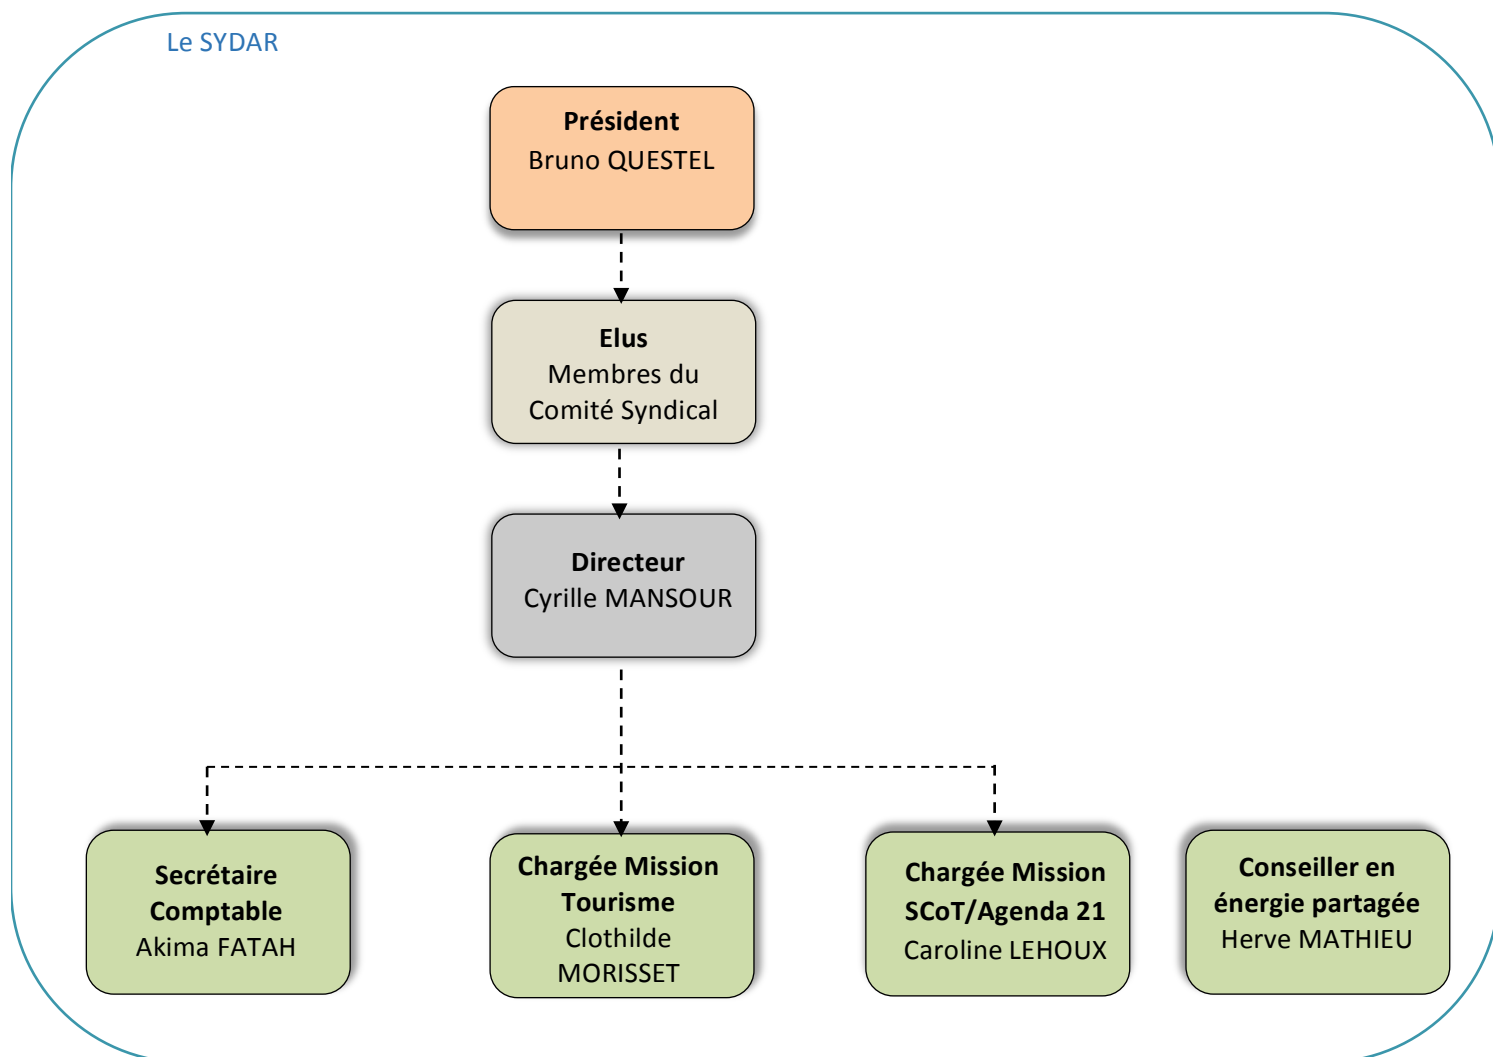 Le SYDAR
Président
Bruno QUESTEL
Elus
Membres du
Comité Syndical
Directeur
Cyrille MANSOUR
Secrétaire
Comptable
Akima FATAH
Chargée Mission
Tourisme
Clothilde
MORISSET
Chargée Mission
SCoT/Agenda 21
Caroline LEHOUX
Conseiller en
énergie partagée
Herve MATHIEU